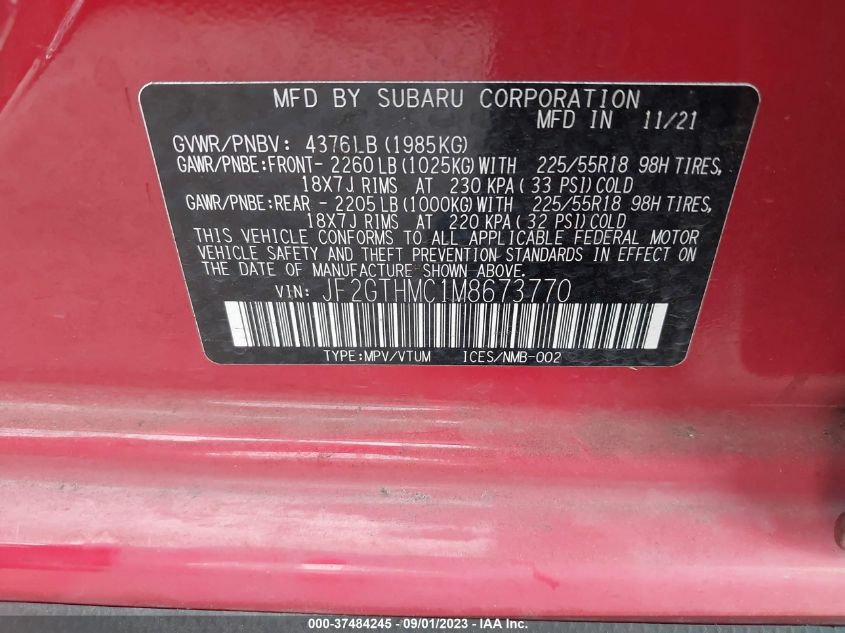 MFD BY SUBARU CORPORATION
MFD IN 11/21
GVWR/PNBV: 4376LB (1985KG)
GAWR/PNBE:FRONT- 2260LB (1025KG) WITH 225/55R18 98H TIRES,
18X7J RIMS AT 230 KPA ( 33 PSI) COLD
GAWR/PNBE:REAR - 2205LB (1000KG) WITH 225/55R18 98H TIRES,
18X7J RIMS AT 220 KPA ( 32 PSI) COLD
THIS VEHICLE CONFORMS TO ALL APPLICABLE FEDERAL MOTOR
VEHICLE SAFETY AND THEFT PREVENTION STANDARDS IN EFFECT ON
THE DATE OF MANUFACTURE SHOWN ABOVE.
VIN: JF2GTHMC1M8673770
TYPE:MPV/VTUM ICES/NMB-002
000-37484245 - 09/01/2023 - IAA Inc.